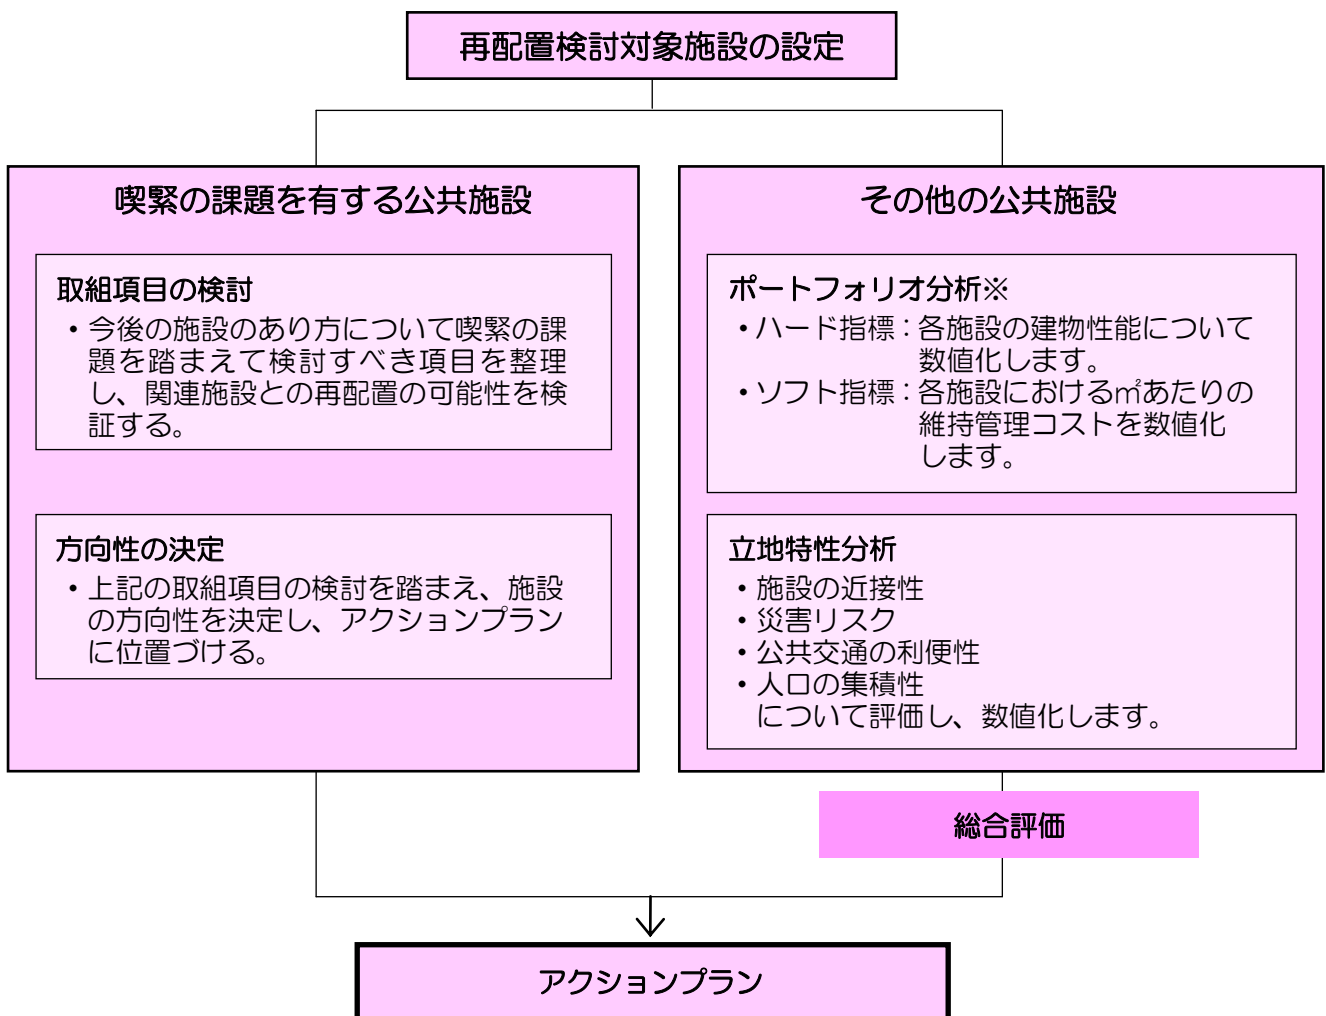 再配置検討対象施設の設定
喫緊の課題を有する公共施設
取組項目の検討
・今後の施設のあり方について喫緊の課
題を踏まえて検討すべき項目を整理
し、関連施設との再配置の可能性を検
証する。
方向性の決定
・上記の取組項目の検討を踏まえ、施設
の方向性を決定し、アクションプラン
に位置づける。
その他の公共施設
ポートフォリオ分析※
・ハード指標：各施設の建物性能について
数値化します。
・ソフト指標：各施設における㎡あたりの
維持管理コストを数値化
します。
立地特性分析
・施設の近接性
・災害リスク
・公共交通の利便性
・人口の集積性
について評価し、数値化します。
総合評価
アクションプラン